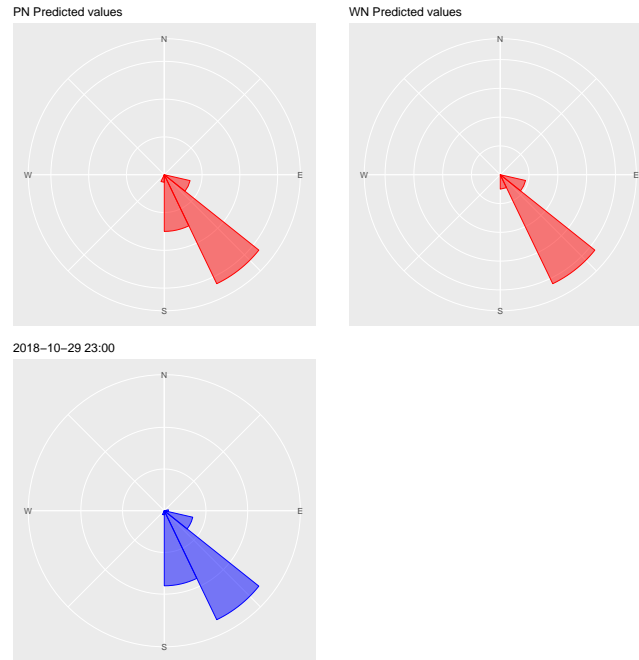 PN Predicted values
N
W
E
S
WN Predicted values
N
W
E
S
2018−10−29 23:00
N
W
E
S